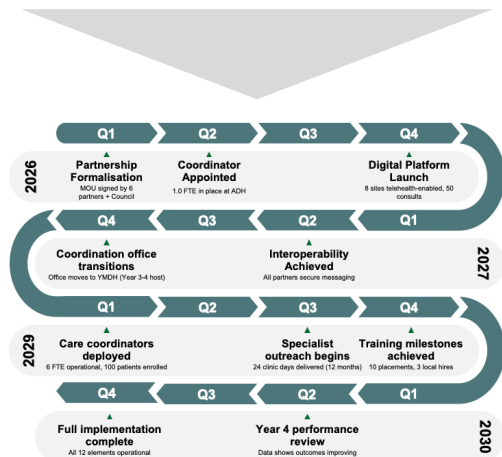 Q1 Q2 Q3 Q4
2026
Partnership
Formalisation
MOU signed by 6
partners + Council
Coordinator
Appointed
1.0 FTE in place at ADH
Digital Platform
Launch
8 sites telehealth-enabled, 50
consults
Q4 Q3 Q2 Q1
Coordination office
transitions
Office moves to YMDH (Year 3-4 host)
Interoperability
Achieved
All partners secure messaging
2027
Q1 Q2 Q3 Q4
2029
Care coordinators
deployed
6 FTE operational, 100 patients enrolled
Specialist
outreach begins
24 clinic days delivered (12 months)
Training milestones
achieved
10 placements, 3 local hires
Q4 Q3 Q2 Q1
Full implementation
complete
All 12 elements operational
Year 4 performance
review
Data shows outcomes improving
2030